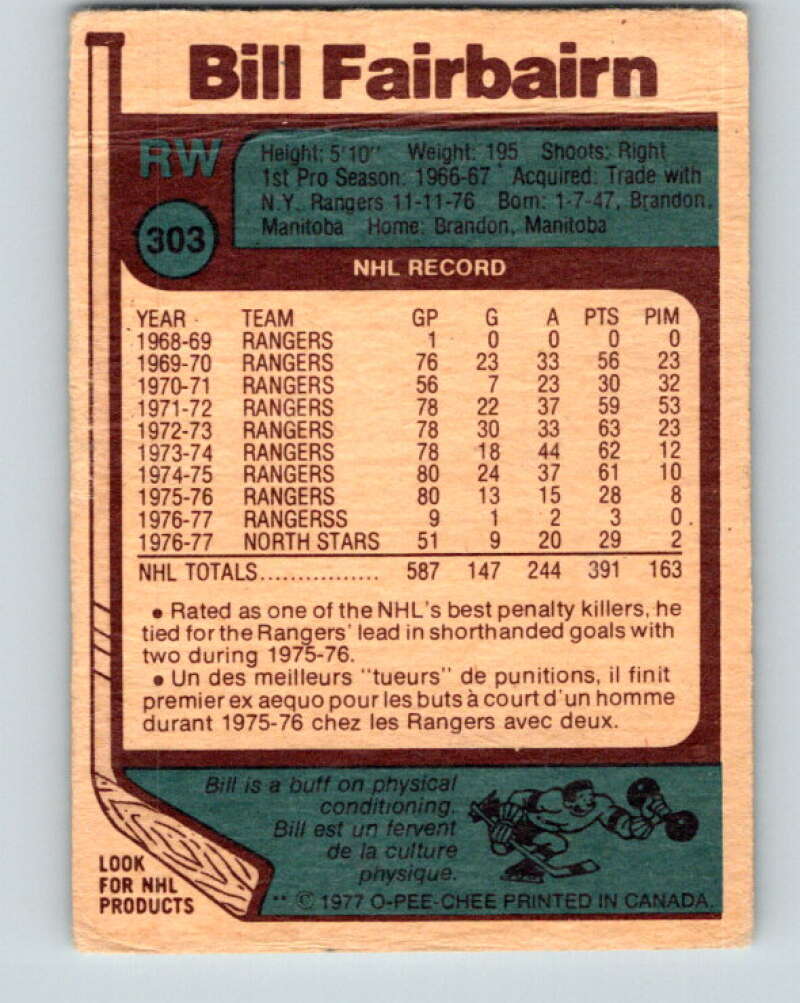 Bill Fairbairn
RW
303
Height: 5'10" Weight: 195 Shoots: Right
1st Pro Season: 1966-67 Acquired: Trade with
N.Y. Rangers 11-11-76 Born: 1-7-47, Brandon,
Manitoba Home: Brandon, Manitoba
NHL RECORD
YEAR TEAM GP G A PTS PIM
1968-69 RANGERS 1 0 0 0 0
1969-70 RANGERS 76 23 33 56 23
1970-71 RANGERS 56 7 23 30 32
1971-72 RANGERS 78 22 37 59 53
1972-73 RANGERS 78 30 33 63 23
1973-74 RANGERS 78 18 44 62 12
1974-75 RANGERS 80 24 37 61 10
1975-76 RANGERS 80 13 15 28 8
1976-77 RANGERSS 9 1 2 3 0
1976-77 NORTH STARS 51 9 20 29 2
NHL TOTALS................ 587 147 244 391 163
• Rated as one of the NHL's best penalty killers, he
tied for the Rangers' lead in shorthanded goals with
two during 1975-76.
• Un des meilleurs "tueurs" de punitions, il finit
premier ex aequo pour les buts à court d'un homme
durant 1975-76 chez les Rangers avec deux.
Bill is a buff on physical
conditioning.
Bill est un fervent
de la culture
physique.
LOOK
FOR NHL
PRODUCTS
** © 1977 O-PEE-CHEE PRINTED IN CANADA.